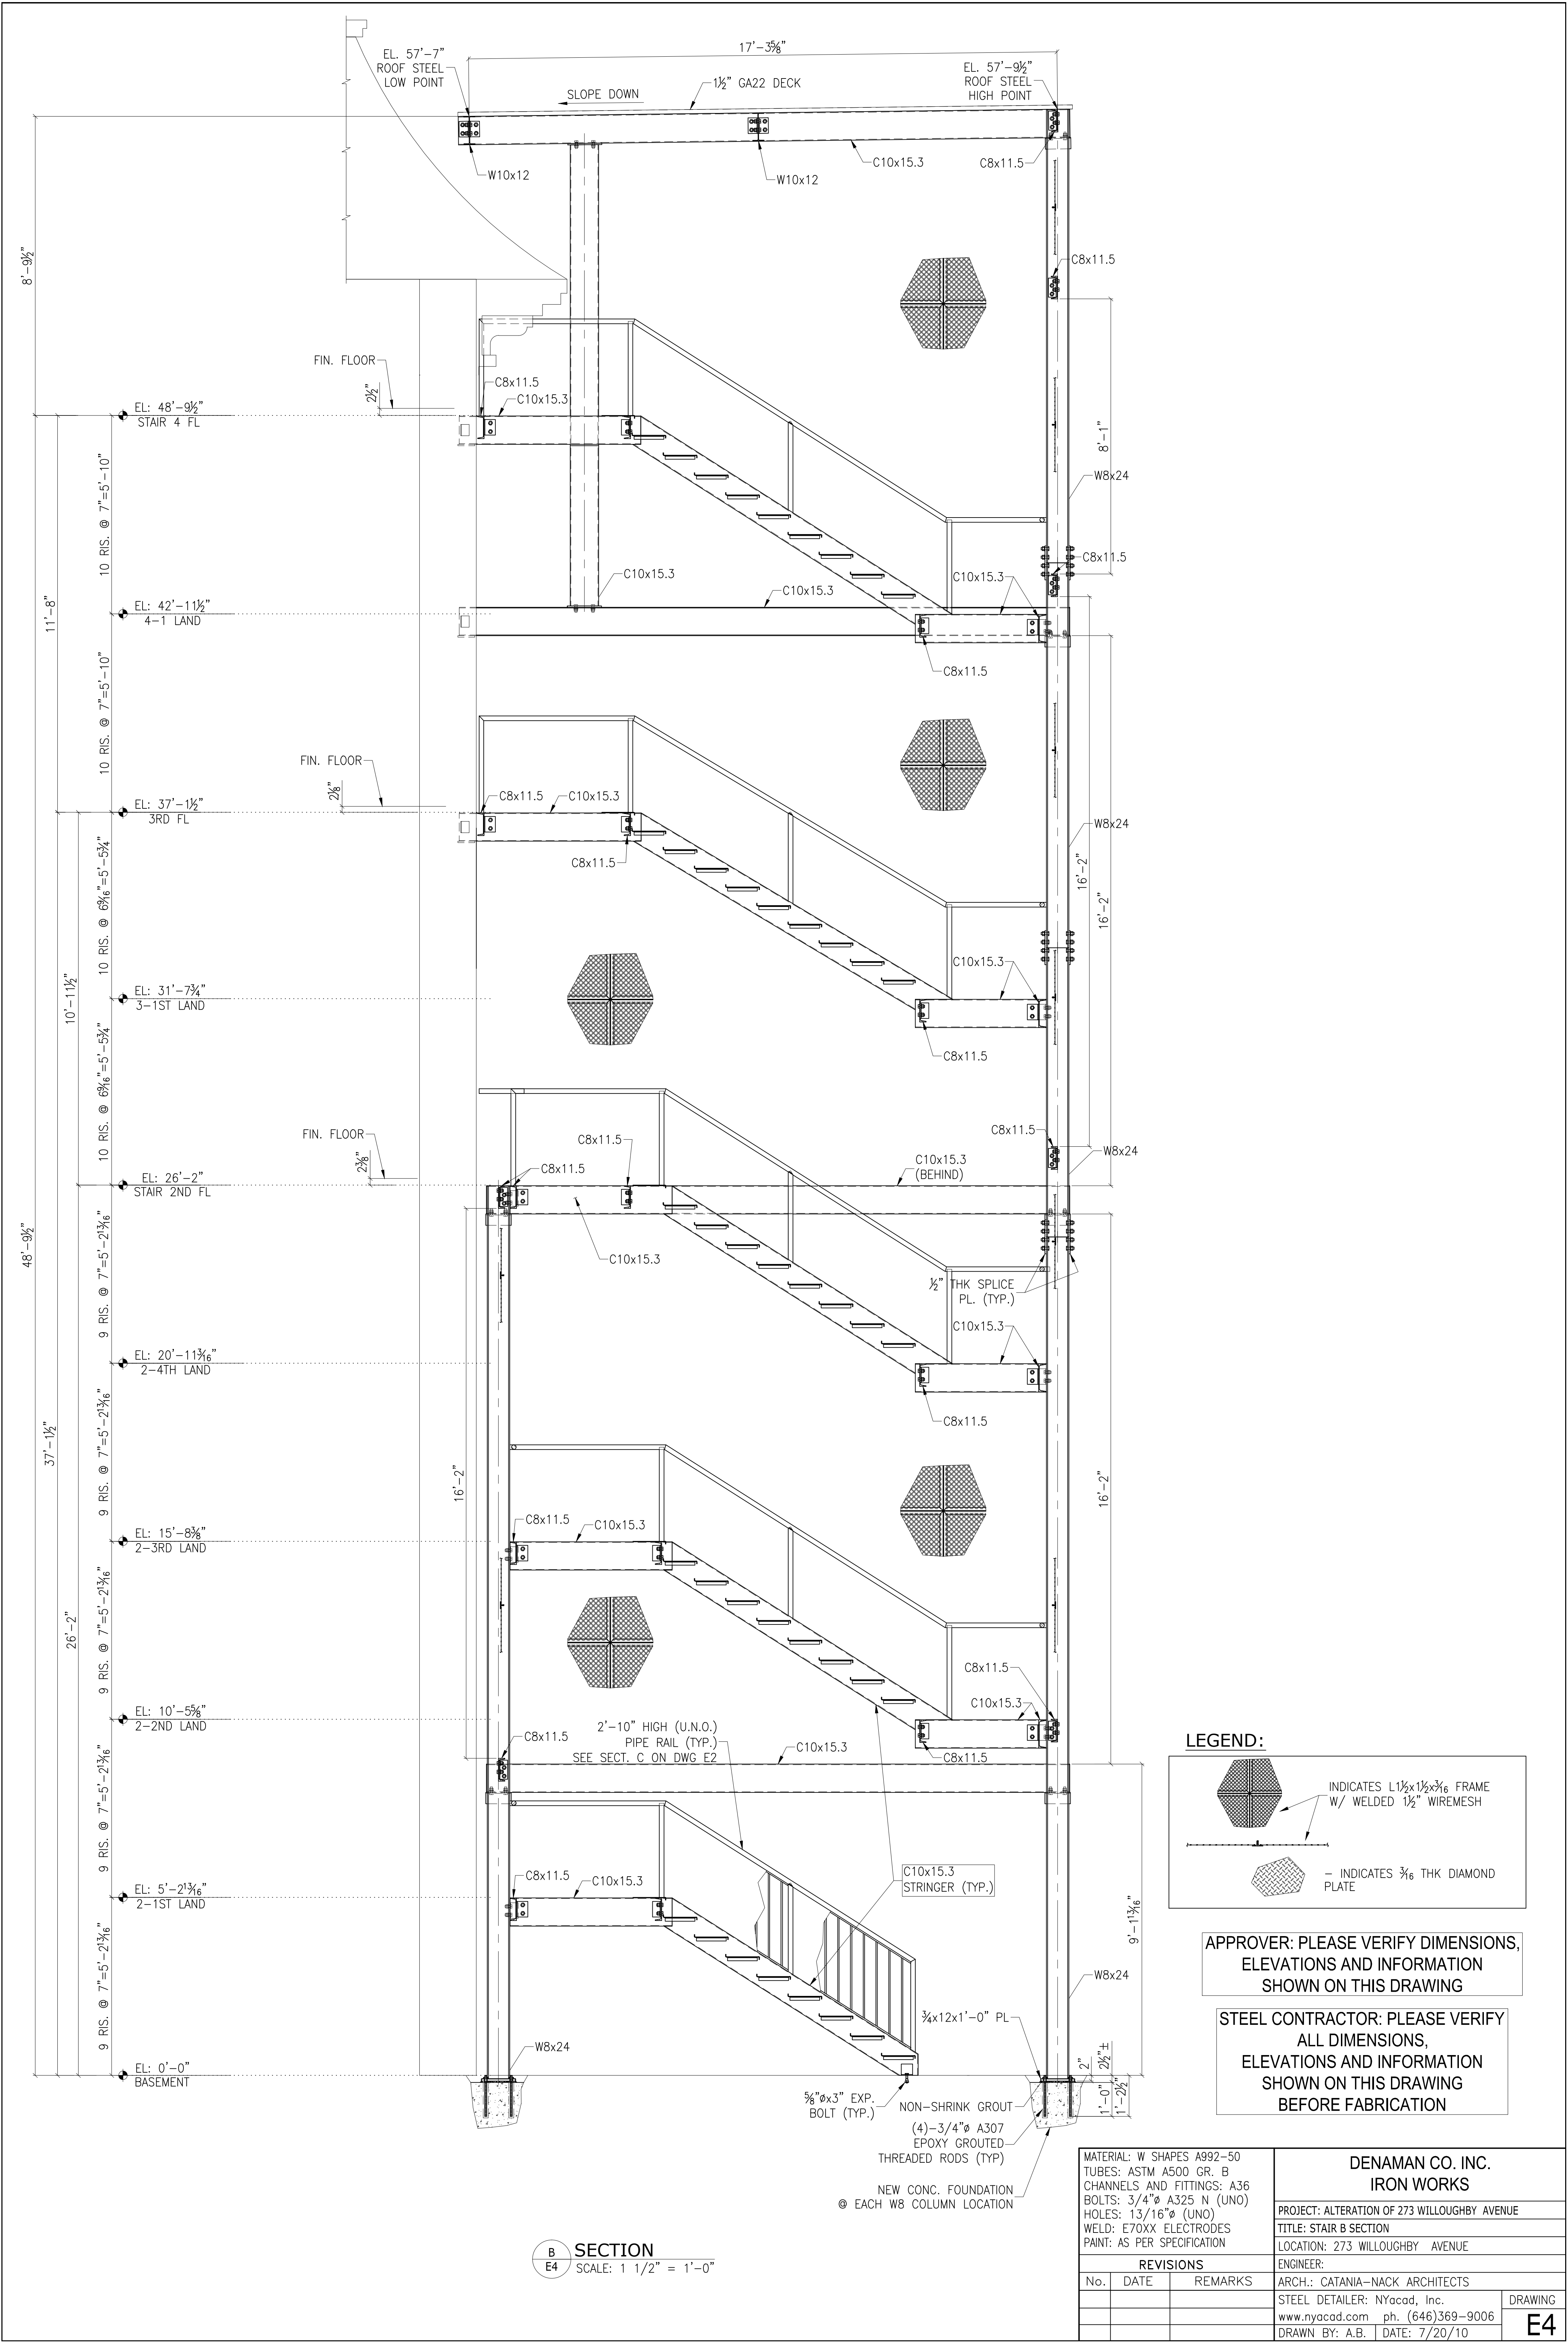 17'-3⅝"
EL. 57'-7"
ROOF STEEL
LOW POINT
EL. 57'-9½"
ROOF STEEL
HIGH POINT
1½" GA22 DECK
SLOPE DOWN
W10x12
W10x12
C10x15.3
C8x11.5
8'-9½"
C8x11.5
FIN. FLOOR
2½"
C8x11.5
C10x15.3
EL: 48'-9½"
STAIR 4 FL
8'-1"
W8x24
10 RIS. @ 7"=5'-10"
C8x11.5
C10x15.3
C10x15.3
C10x15.3
11'-8"
EL: 42'-11½"
4-1 LAND
C8x11.5
10 RIS. @ 7"=5'-10"
FIN. FLOOR
2⅛"
C8x11.5
C10x15.3
EL: 37'-1½"
3RD FL
W8x24
C8x11.5
16'-2"
16'-2"
10 RIS. @ 6⁹⁄₁₆"=5'-5¾"
C10x15.3
10'-11½"
EL: 31'-7¾"
3-1ST LAND
C8x11.5
10 RIS. @ 6⁹⁄₁₆"=5'-5¾"
FIN. FLOOR
2⅜"
C8x11.5
C8x11.5
C8x11.5
W8x24
C10x15.3
(BEHIND)
EL: 26'-2"
STAIR 2ND FL
48'-9½"
9 RIS. @ 7"=5'-2¹³⁄₁₆"
C10x15.3
½" THK SPLICE
PL. (TYP.)
C10x15.3
EL: 20'-11³⁄₁₆"
2-4TH LAND
C8x11.5
37'-1½"
9 RIS. @ 7"=5'-2¹³⁄₁₆"
16'-2"
16'-2"
C8x11.5
C10x15.3
EL: 15'-8⅜"
2-3RD LAND
26'-2"
9 RIS. @ 7"=5'-2¹³⁄₁₆"
C8x11.5
C10x15.3
EL: 10'-5⅝"
2-2ND LAND
C8x11.5
2'-10" HIGH (U.N.O.)
PIPE RAIL (TYP.)
SEE SECT. C ON DWG E2
C10x15.3
C8x11.5
9 RIS. @ 7"=5'-2¹³⁄₁₆"
C8x11.5
C10x15.3
C10x15.3
STRINGER (TYP.)
EL: 5'-2¹³⁄₁₆"
2-1ST LAND
9'-1¹³⁄₁₆"
9 RIS. @ 7"=5'-2¹³⁄₁₆"
W8x24
¾x12x1'-0" PL
W8x24
EL: 0'-0"
BASEMENT
2"
2½"±
1'-0"
1'-2½"
⅝"øx3" EXP.
BOLT (TYP.)
NON-SHRINK GROUT
(4)-3/4"ø A307
EPOXY GROUTED
THREADED RODS (TYP)
NEW CONC. FOUNDATION
@ EACH W8 COLUMN LOCATION
B
E4
SECTION
SCALE: 1 1/2" = 1'-0"
LEGEND:
INDICATES L1½x1½x³⁄₁₆ FRAME
W/ WELDED 1½" WIREMESH
- INDICATES ³⁄₁₆ THK DIAMOND
PLATE
APPROVER: PLEASE VERIFY DIMENSIONS,
ELEVATIONS AND INFORMATION
SHOWN ON THIS DRAWING
STEEL CONTRACTOR: PLEASE VERIFY
ALL DIMENSIONS,
ELEVATIONS AND INFORMATION
SHOWN ON THIS DRAWING
BEFORE FABRICATION
MATERIAL: W SHAPES A992-50
TUBES: ASTM A500 GR. B
CHANNELS AND FITTINGS: A36
BOLTS: 3/4"ø A325 N (UNO)
HOLES: 13/16"ø (UNO)
WELD: E70XX ELECTRODES
PAINT: AS PER SPECIFICATION
REVISIONS
No. DATE REMARKS
DENAMAN CO. INC.
IRON WORKS
PROJECT: ALTERATION OF 273 WILLOUGHBY AVENUE
TITLE: STAIR B SECTION
LOCATION: 273 WILLOUGHBY AVENUE
ENGINEER:
ARCH.: CATANIA-NACK ARCHITECTS
STEEL DETAILER: NYacad, Inc.
www.nyacad.com ph. (646)369-9006
DRAWN BY: A.B. DATE: 7/20/10
DRAWING
E4